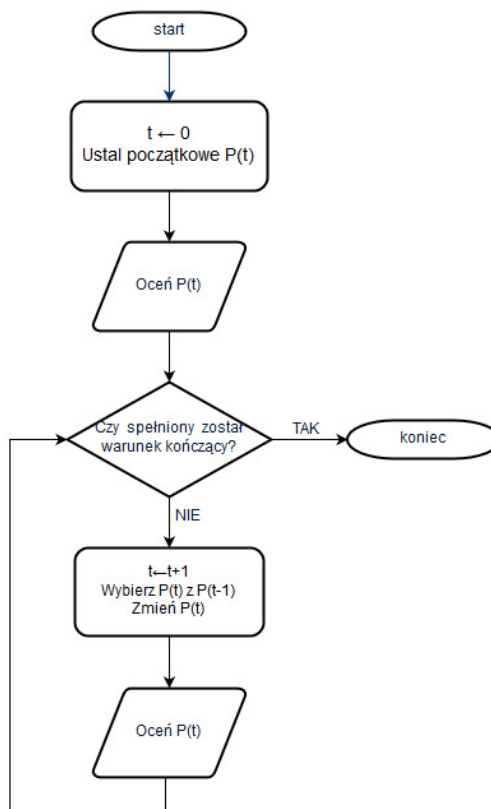 start
t ← 0
Ustal początkowe P(t)
Oceń P(t)
Czy spełniony został
warunek kończący?
TAK
koniec
NIE
t←t+1
Wybierz P(t) z P(t-1)
Zmień P(t)
Oceń P(t)